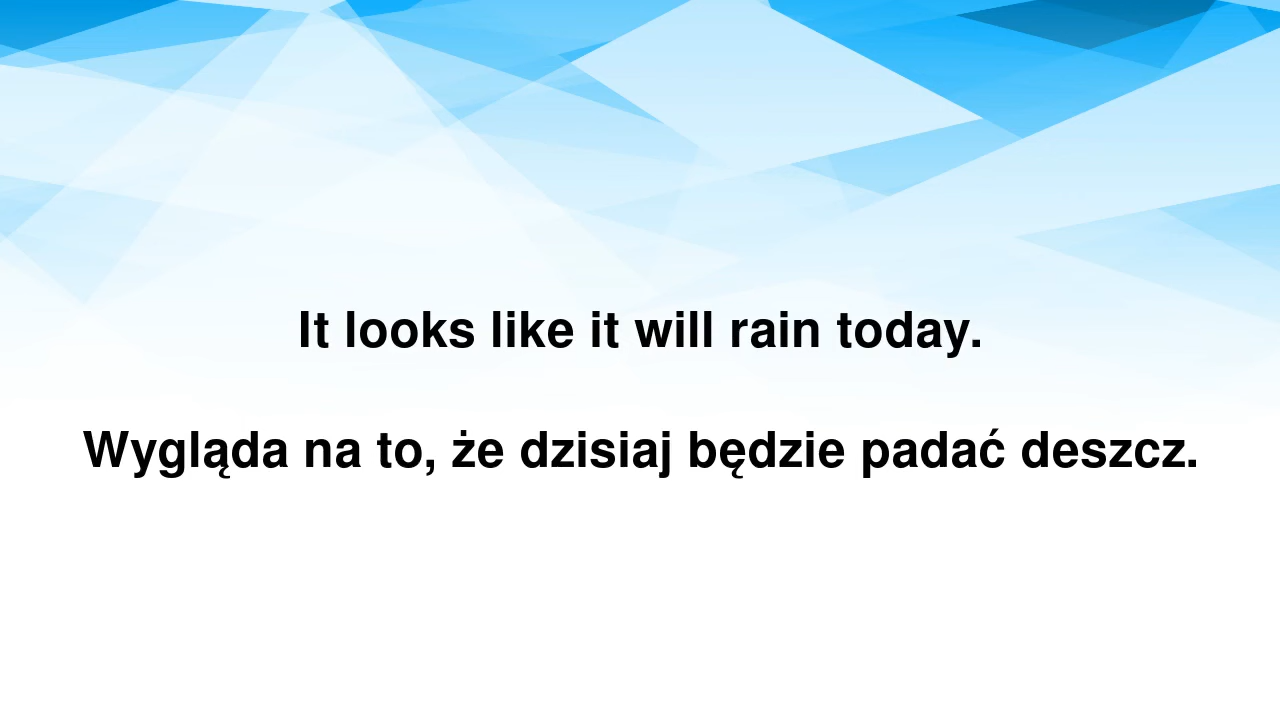 It looks like it will rain today.
Wygląda na to, że dzisiaj będzie padać deszcz.